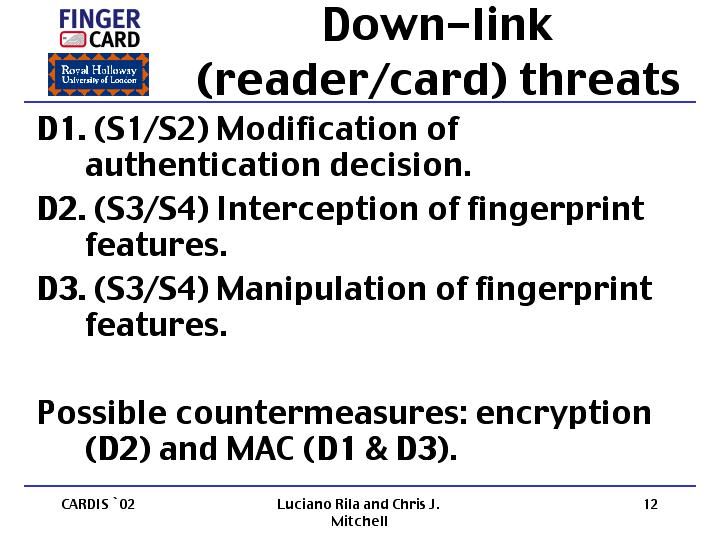 FINGER
CARD
Royal Holloway
University of London
Down-link
(reader/card) threats
D1. (S1/S2) Modification of
authentication decision.
D2. (S3/S4) Interception of fingerprint
features.
D3. (S3/S4) Manipulation of fingerprint
features.
Possible countermeasures: encryption
(D2) and MAC (D1 & D3).
CARDIS `02
Luciano Rila and Chris J.
Mitchell
12